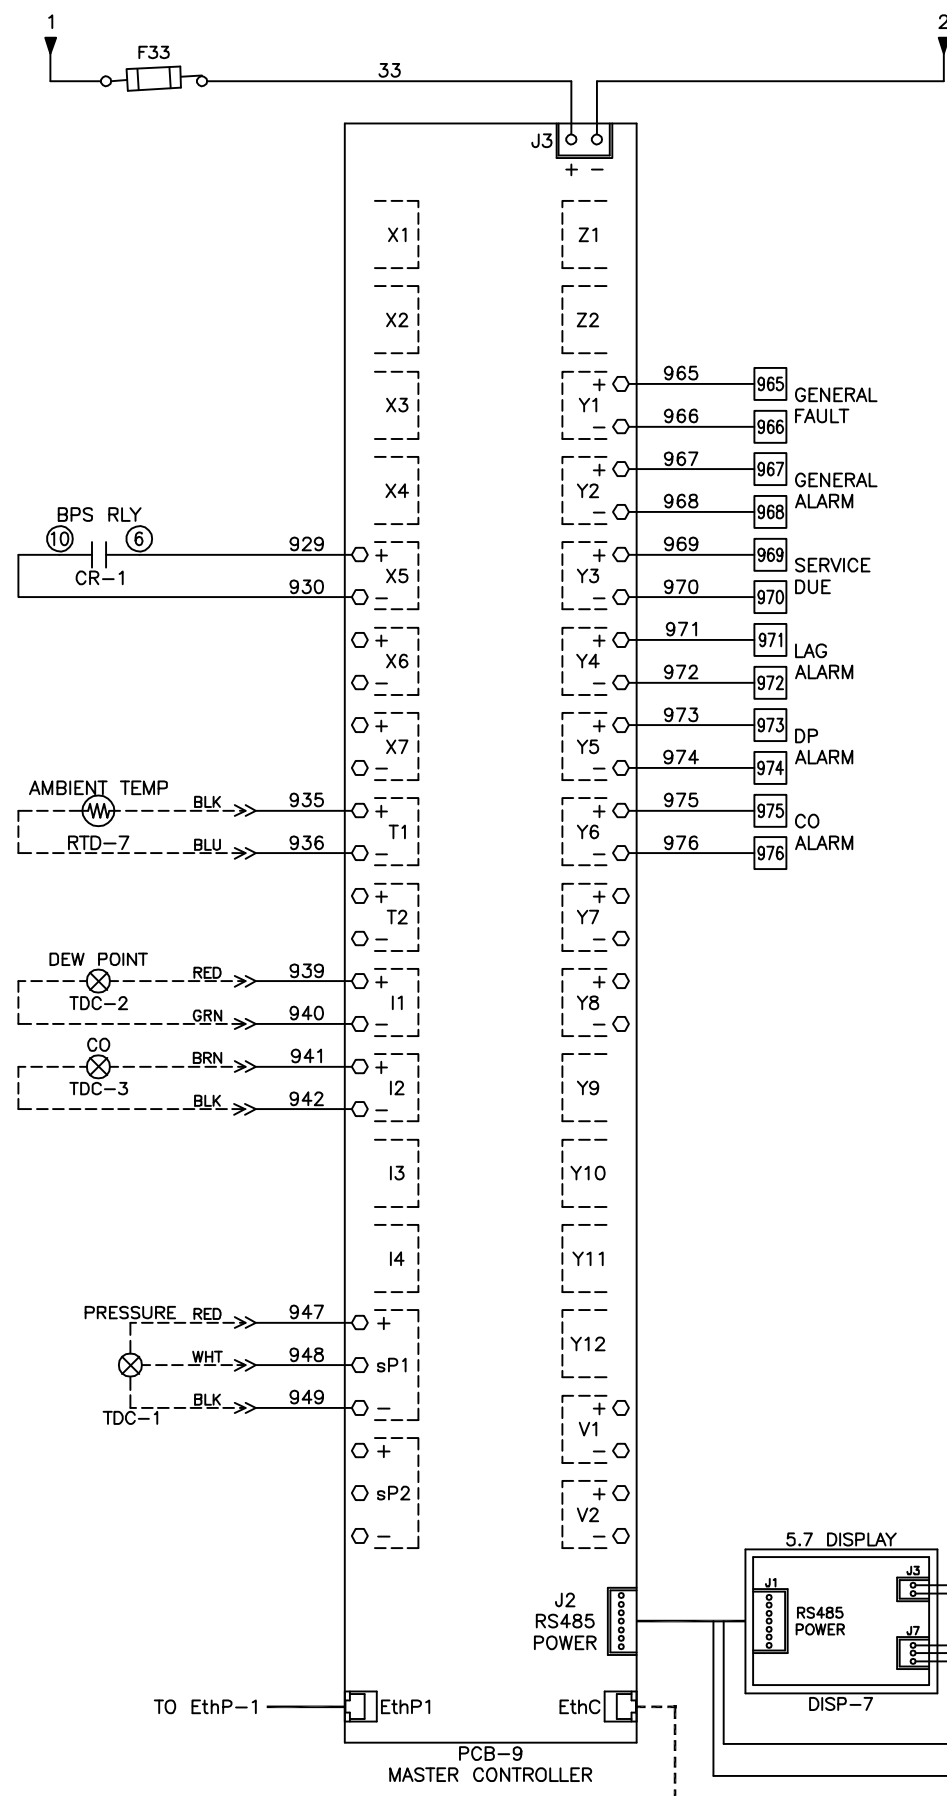 1
2
F33
33
J3
+ −
X1
Z1
X2
Z2
X3
Y1
+
−
965
965
GENERAL
FAULT
966
966
X4
Y2
+
−
967
967
GENERAL
ALARM
968
968
BPS RLY
10
6
CR-1
929
+
X5
930
−
Y3
+
−
969
969
SERVICE
DUE
970
970
+
X6
−
Y4
+
−
971
971
LAG
ALARM
972
972
+
X7
−
Y5
+
−
973
973
DP
ALARM
974
974
AMBIENT TEMP
BLK
935
+
T1
RTD-7
BLU
936
−
Y6
+
−
975
975
CO
ALARM
976
976
+
T2
−
+
Y7
−
DEW POINT
RED
939
+
I1
TDC-2
GRN
940
−
+
Y8
−
CO
BRN
941
+
I2
TDC-3
BLK
942
−
Y9
I3
Y10
I4
Y11
PRESSURE
RED
947
+
WHT
948
sP1
BLK
949
−
TDC-1
Y12
+
V1
−
+
sP2
−
+
V2
−
5.7 DISPLAY
J1
J3
RS485
POWER
J7
DISP-7
J2
RS485
POWER
TO EthP-1
EthP1
EthC
PCB-9
MASTER CONTROLLER